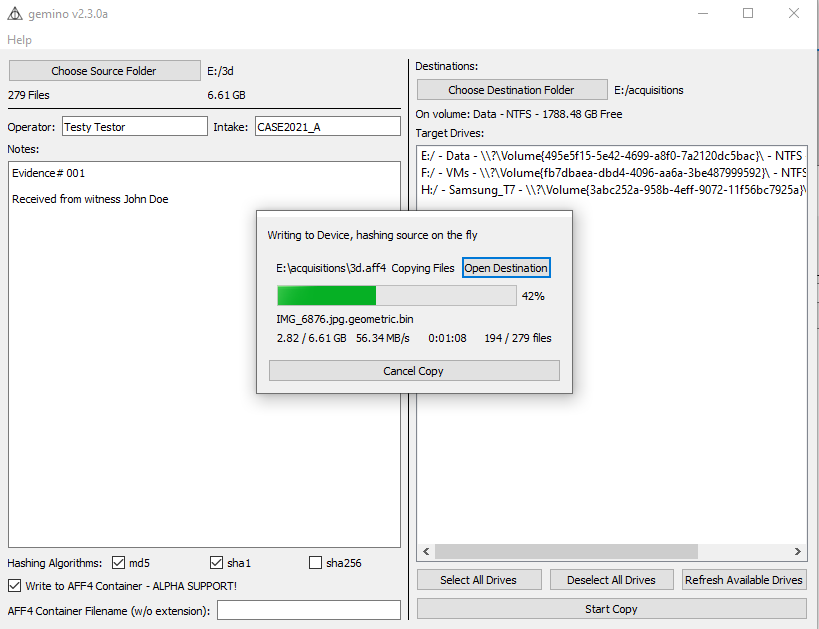 gemino v2.3.0a
Help
Choose Source Folder E:/3d
279 Files 6.61 GB
Operator: Testy Testor Intake: CASE2021_A
Notes:
Evidence# 001
Received from witness John Doe
Hashing Algorithms: md5 sha1 sha256
Write to AFF4 Container - ALPHA SUPPORT!
AFF4 Container Filename (w/o extension):
Destinations:
Choose Destination Folder E:/acquisitions
On volume: Data - NTFS - 1788.48 GB Free
Target Drives:
E:/ - Data - \\?\Volume{495e5f15-5e42-4699-a8f0-7a2120dc5bac}\ - NTFS
F:/ - VMs - \\?\Volume{fb7dbaea-dbd4-4096-aa6a-3be487999592}\ - NTFS
H:/ - Samsung_T7 - \\?\Volume{3abc252a-958b-4eff-9072-11f56bc7925a}\
Select All Drives Deselect All Drives Refresh Available Drives
Start Copy
Writing to Device, hashing source on the fly
E:\acquisitions\3d.aff4 Copying Files Open Destination
42%
IMG_6876.jpg.geometric.bin
2.82 / 6.61 GB 56.34 MB/s 0:01:08 194 / 279 files
Cancel Copy